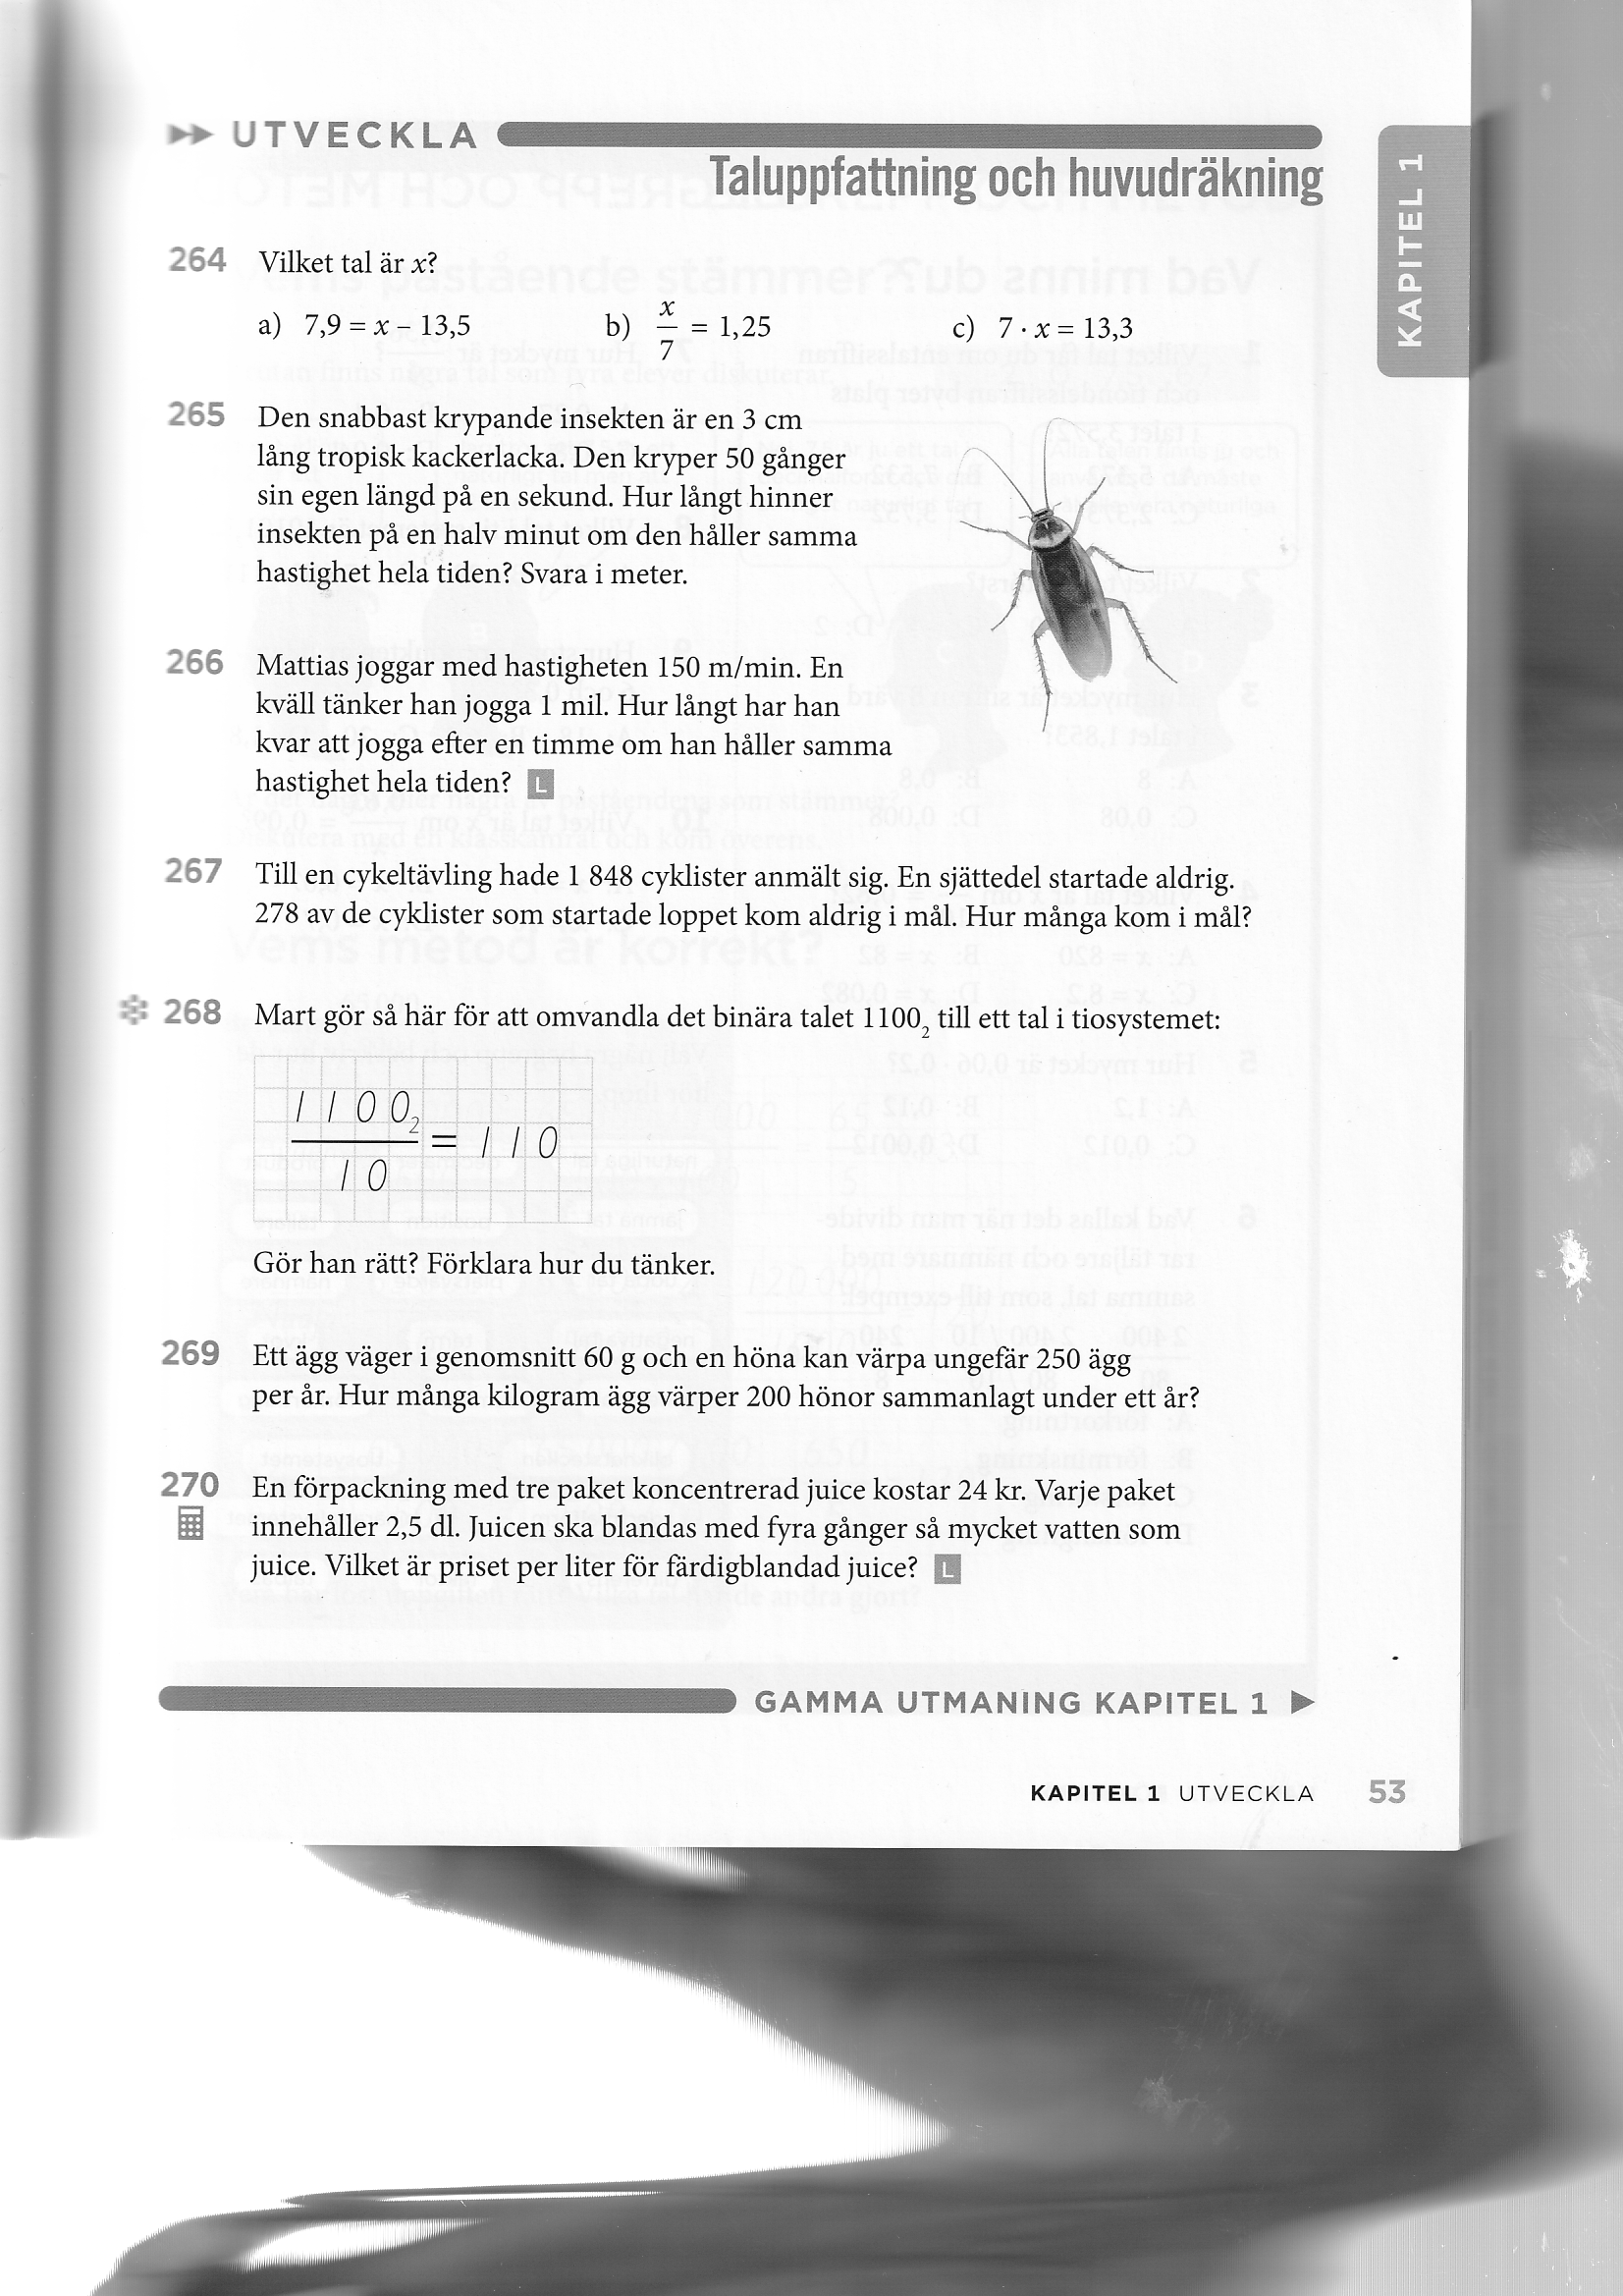 UTVECKLA
Taluppfattning och huvudräkning
KAPITEL 1
264 Vilket tal är x?
a) 7,9 = x – 13,5 b) x/7 = 1,25 c) 7 · x = 13,3
265 Den snabbast krypande insekten är en 3 cm
lång tropisk kackerlacka. Den kryper 50 gånger
sin egen längd på en sekund. Hur långt hinner
insekten på en halv minut om den håller samma
hastighet hela tiden? Svara i meter.
266 Mattias joggar med hastigheten 150 m/min. En
kväll tänker han jogga 1 mil. Hur långt har han
kvar att jogga efter en timme om han håller samma
hastighet hela tiden? L
267 Till en cykeltävling hade 1 848 cyklister anmält sig. En sjättedel startade aldrig.
278 av de cyklister som startade loppet kom aldrig i mål. Hur många kom i mål?
268 Mart gör så här för att omvandla det binära talet 1100₂ till ett tal i tiosystemet:
1100₂/10 = 110
Gör han rätt? Förklara hur du tänker.
269 Ett ägg väger i genomsnitt 60 g och en höna kan värpa ungefär 250 ägg
per år. Hur många kilogram ägg värper 200 hönor sammanlagt under ett år?
270 En förpackning med tre paket koncentrerad juice kostar 24 kr. Varje paket
innehåller 2,5 dl. Juicen ska blandas med fyra gånger så mycket vatten som
juice. Vilket är priset per liter för färdigblandad juice? L
GAMMA UTMANING KAPITEL 1
KAPITEL 1 UTVECKLA 53